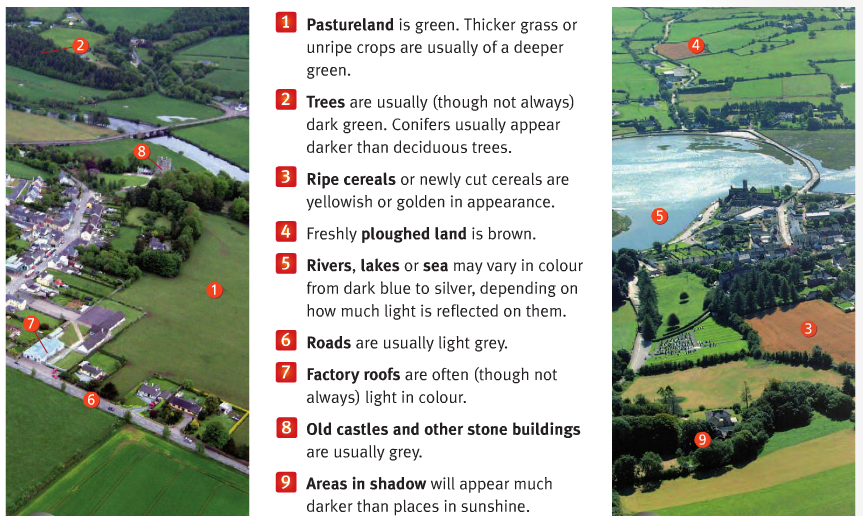 2
8
1
7
6
1 Pastureland is green. Thicker grass or
unripe crops are usually of a deeper
green.
2 Trees are usually (though not always)
dark green. Conifers usually appear
darker than deciduous trees.
3 Ripe cereals or newly cut cereals are
yellowish or golden in appearance.
4 Freshly ploughed land is brown.
5 Rivers, lakes or sea may vary in colour
from dark blue to silver, depending on
how much light is reflected on them.
6 Roads are usually light grey.
7 Factory roofs are often (though not
always) light in colour.
8 Old castles and other stone buildings
are usually grey.
9 Areas in shadow will appear much
darker than places in sunshine.
4
5
3
9